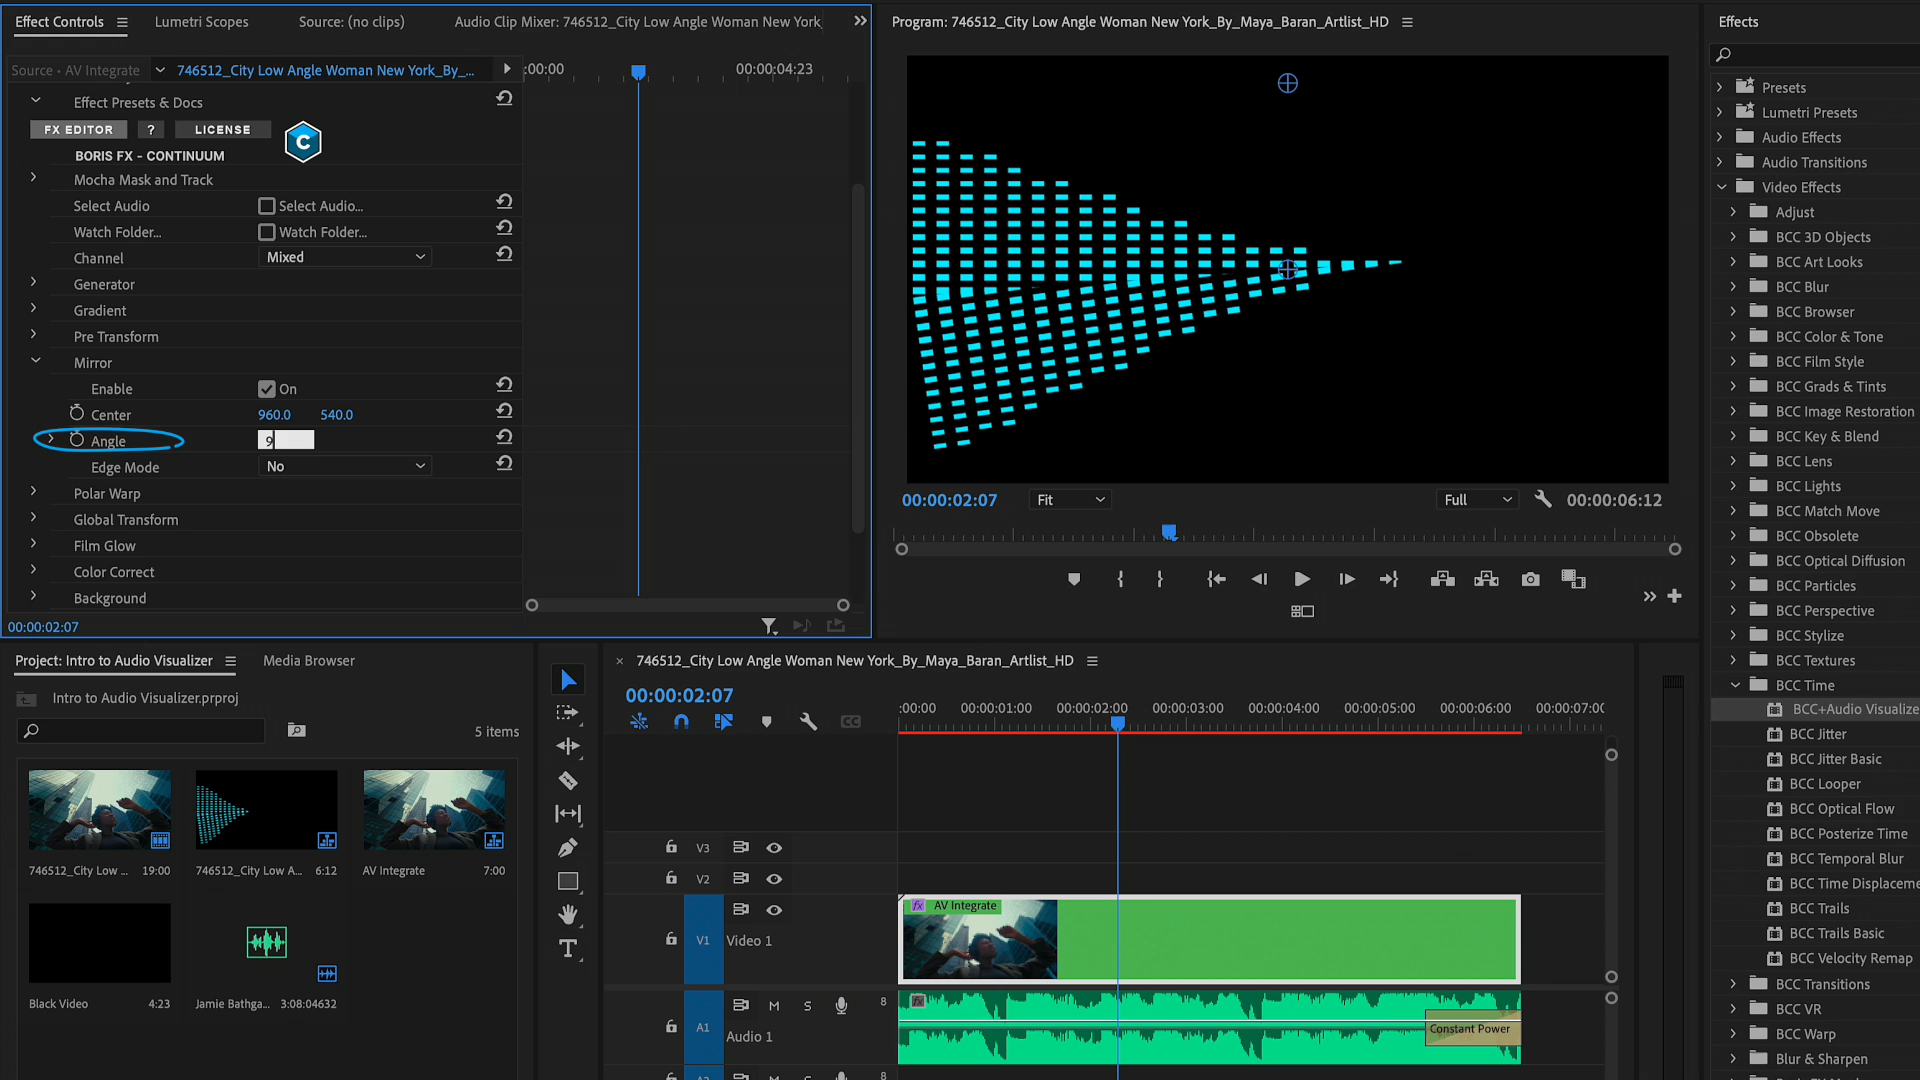 Effect Controls
Lumetri Scopes
Source: (no clips)
Audio Clip Mixer: 746512_City Low Angle Woman New York
Source • AV Integrate
746512_City Low Angle Woman New York_By_...
:00:00
00:00:04:23
Effect Presets & Docs
FX EDITOR
?
LICENSE
C
BORIS FX - CONTINUUM
Mocha Mask and Track
Select Audio
Select Audio...
Watch Folder...
Watch Folder...
Channel
Mixed
Generator
Gradient
Pre Transform
Mirror
Enable
On
Center
960.0
540.0
Angle
9
Edge Mode
No
Polar Warp
Global Transform
Film Glow
Color Correct
Background
00:00:02:07
Program: 746512_City Low Angle Woman New York_By_Maya_Baran_Artlist_HD
00:00:02:07
Fit
Full
00:00:06:12
Effects
Presets
Lumetri Presets
Audio Effects
Audio Transitions
Video Effects
Adjust
BCC 3D Objects
BCC Art Looks
BCC Blur
BCC Browser
BCC Color & Tone
BCC Film Style
BCC Grads & Tints
BCC Image Restoration
BCC Key & Blend
BCC Lens
BCC Lights
BCC Match Move
BCC Obsolete
BCC Optical Diffusion
BCC Particles
BCC Perspective
BCC Stylize
BCC Textures
BCC Time
BCC+Audio Visualize
BCC Jitter
BCC Jitter Basic
BCC Looper
BCC Optical Flow
BCC Posterize Time
BCC Temporal Blur
BCC Time Displaceme
BCC Trails
BCC Trails Basic
BCC Velocity Remap
BCC Transitions
BCC VR
BCC Warp
Blur & Sharpen
Project: Intro to Audio Visualizer
Media Browser
Intro to Audio Visualizer.prproj
5 items
746512_City Low ...
19:00
746512_City Low A...
6:12
AV Integrate
7:00
Black Video
4:23
Jamie Bathga...
3:08:04632
746512_City Low Angle Woman New York_By_Maya_Baran_Artlist_HD
00:00:02:07
CC
:00:00
00:00:01:00
00:00:02:00
00:00:03:00
00:00:04:00
00:00:05:00
00:00:06:00
00:00:07:0
V3
V2
V1
Video 1
fx
AV Integrate
A1
M
S
8
Audio 1
fx
Constant Power
8